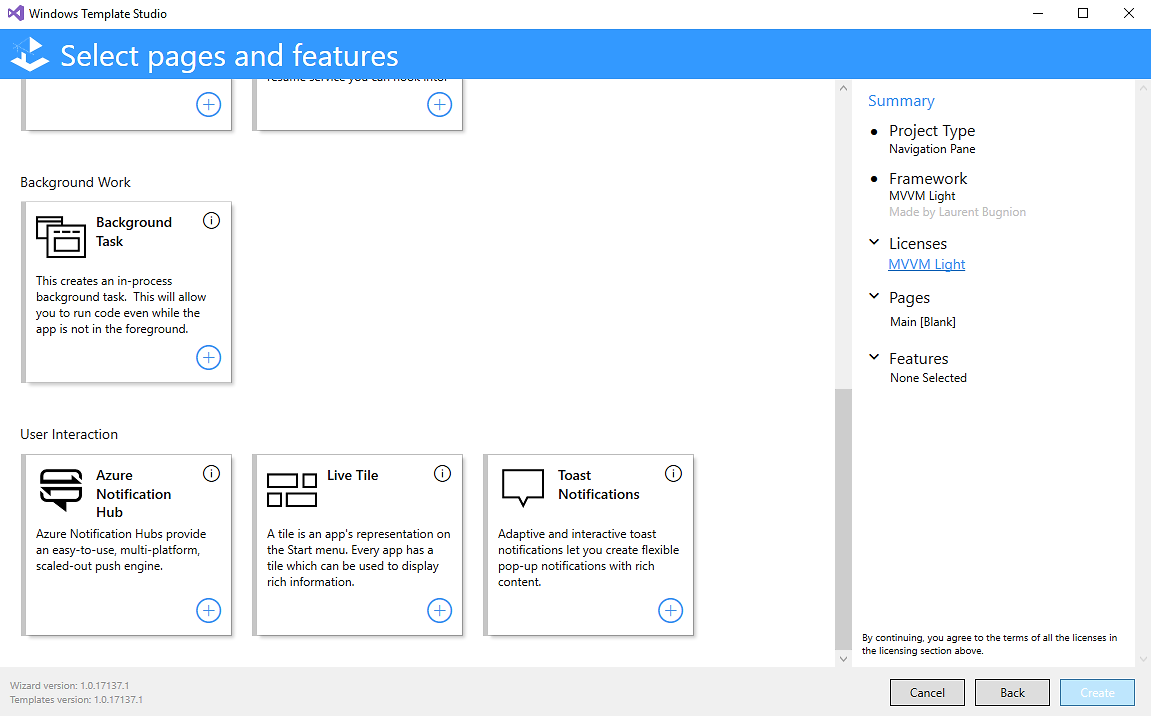 Windows Template Studio
Select pages and features
resume service you can hook into.
Background Work
Background
Task
This creates an in-process
background task.  This will allow
you to run code even while the
app is not in the foreground.
User Interaction
Azure
Notification
Hub
Azure Notification Hubs provide
an easy-to-use, multi-platform,
scaled-out push engine.
Live Tile
A tile is an app's representation on
the Start menu. Every app has a
tile which can be used to display
rich information.
Toast
Notifications
Adaptive and interactive toast
notifications let you create flexible
pop-up notifications with rich
content.
Summary
Project Type
Navigation Pane
Framework
MVVM Light
Made by Laurent Bugnion
Licenses
MVVM Light
Pages
Main [Blank]
Features
None Selected
By continuing, you agree to the terms of all the licenses in
the licensing section above.
Wizard version: 1.0.17137.1
Templates version: 1.0.17137.1
Cancel
Back
Create